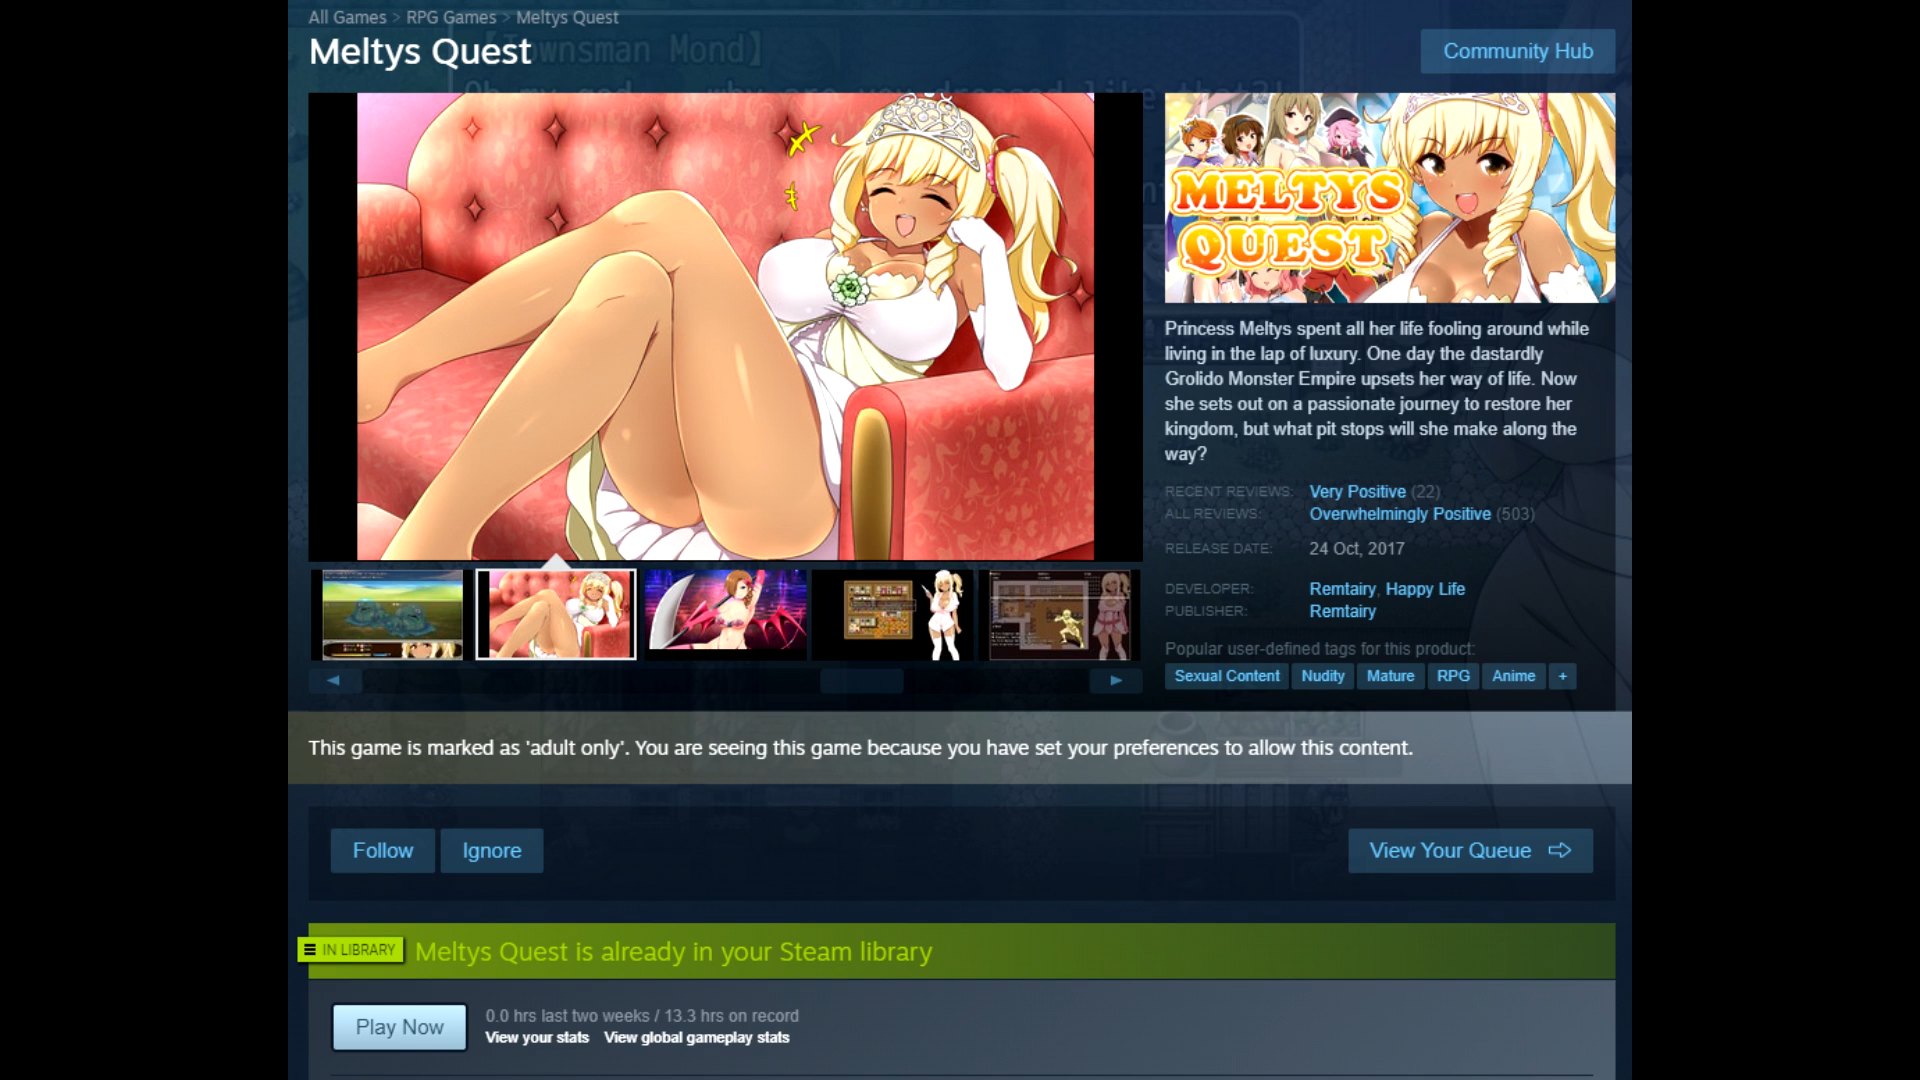 All Games > RPG Games > Meltys Quest
Meltys Quest
【Townsman Mond】
Community Hub
MELTYS
QUEST
Princess Meltys spent all her life fooling around while
living in the lap of luxury. One day the dastardly
Grolido Monster Empire upsets her way of life. Now
she sets out on a passionate journey to restore her
kingdom, but what pit stops will she make along the
way?
RECENT REVIEWS: Very Positive (22)
ALL REVIEWS: Overwhelmingly Positive (503)
RELEASE DATE: 24 Oct, 2017
DEVELOPER: Remtairy, Happy Life
PUBLISHER: Remtairy
Popular user-defined tags for this product:
Sexual Content Nudity Mature RPG Anime +
This game is marked as 'adult only'. You are seeing this game because you have set your preferences to allow this content.
Follow Ignore View Your Queue
IN LIBRARY Meltys Quest is already in your Steam library
Play Now 0.0 hrs last two weeks / 13.3 hrs on record
View your stats View global gameplay stats